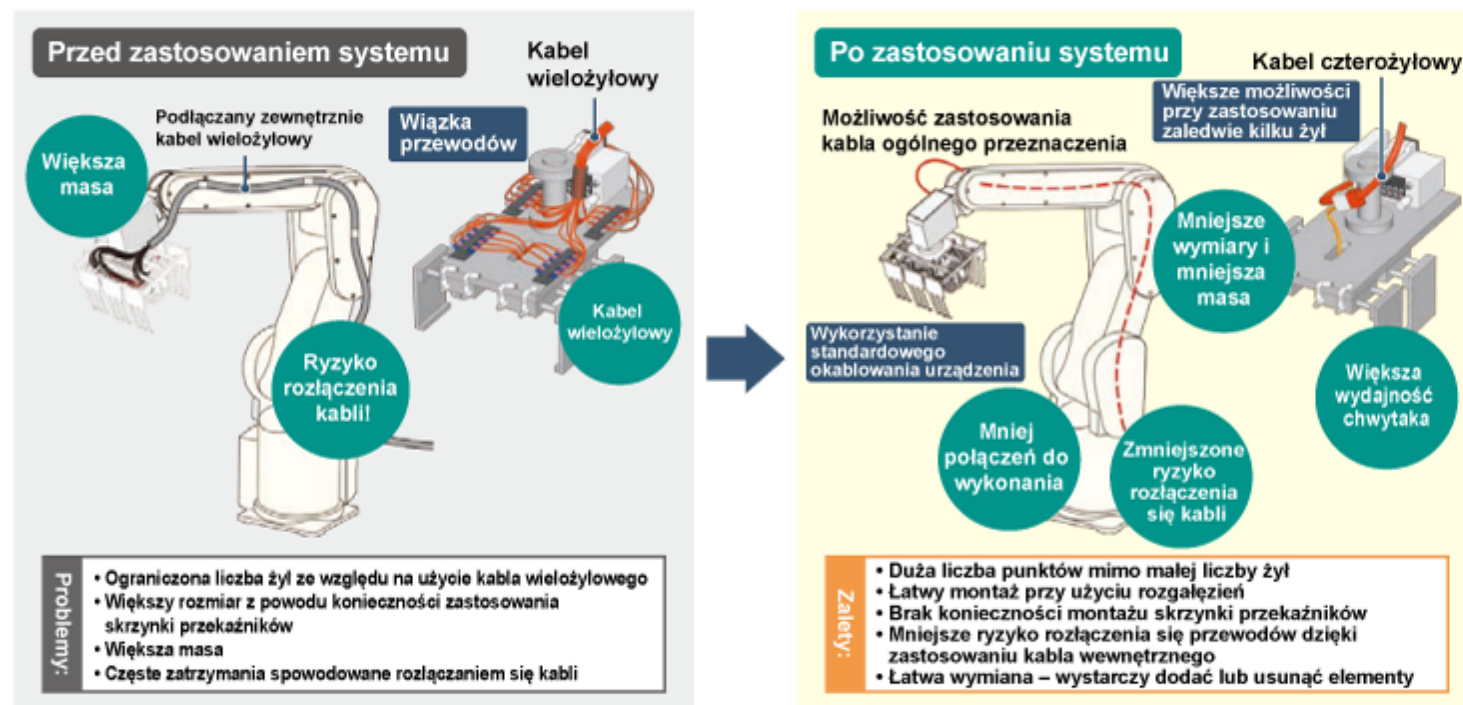 Przed zastosowaniem systemu
Kabel
wielożyłowy
Podłączany zewnętrznie
kabel wielożyłowy
Wiązka
przewodów
Większa
masa
Kabel
wielożyłowy
Ryzyko
rozłączenia
kabli!
Problemy:
• Ograniczona liczba żył ze względu na użycie kabla wielożyłowego
• Większy rozmiar z powodu konieczności zastosowania
skrzynki przekaźników
• Większa masa
• Częste zatrzymania spowodowane rozłączaniem się kabli
Po zastosowaniu systemu
Kabel czterożyłowy
Większe możliwości
przy zastosowaniu
zaledwie kilku żył
Możliwość zastosowania
kabla ogólnego przeznaczenia
Mniejsze
wymiary i
mniejsza
masa
Wykorzystanie
standardowego
okablowania urządzenia
Większa
wydajność
chwytaka
Mniej
połączeń do
wykonania
Zmniejszone
ryzyko
rozłączenia
się kabli
Zalety:
• Duża liczba punktów mimo małej liczby żył
• Łatwy montaż przy użyciu rozgałęzień
• Brak konieczności montażu skrzynki przekaźników
• Mniejsze ryzyko rozłączenia się przewodów dzięki
zastosowaniu kabla wewnętrznego
• Łatwa wymiana – wystarczy dodać lub usunąć elementy